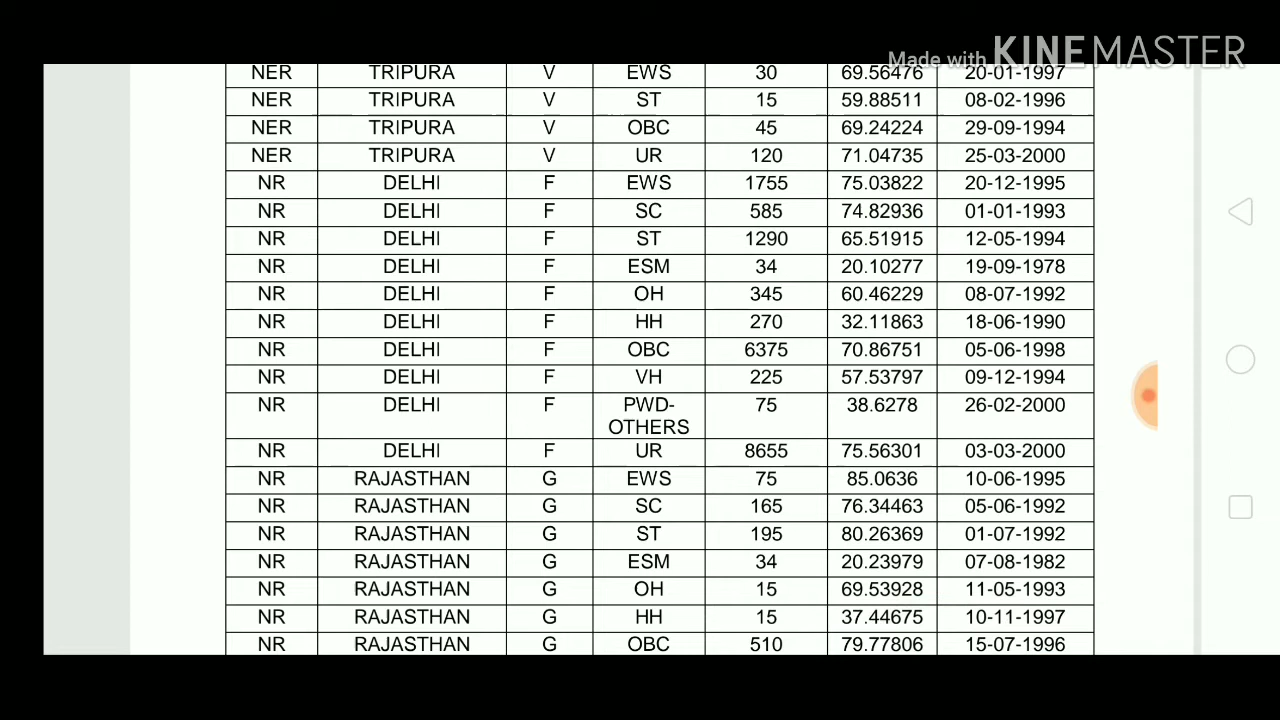 Made with KINEMASTER
NER TRIPURA V EWS 30 69.56476 20-01-1997
NER TRIPURA V ST 15 59.88511 08-02-1996
NER TRIPURA V OBC 45 69.24224 29-09-1994
NER TRIPURA V UR 120 71.04735 25-03-2000
NR DELHI F EWS 1755 75.03822 20-12-1995
NR DELHI F SC 585 74.82936 01-01-1993
NR DELHI F ST 1290 65.51915 12-05-1994
NR DELHI F ESM 34 20.10277 19-09-1978
NR DELHI F OH 345 60.46229 08-07-1992
NR DELHI F HH 270 32.11863 18-06-1990
NR DELHI F OBC 6375 70.86751 05-06-1998
NR DELHI F VH 225 57.53797 09-12-1994
NR DELHI F PWD- 75 38.6278 26-02-2000
OTHERS
NR DELHI F UR 8655 75.56301 03-03-2000
NR RAJASTHAN G EWS 75 85.0636 10-06-1995
NR RAJASTHAN G SC 165 76.34463 05-06-1992
NR RAJASTHAN G ST 195 80.26369 01-07-1992
NR RAJASTHAN G ESM 34 20.23979 07-08-1982
NR RAJASTHAN G OH 15 69.53928 11-05-1993
NR RAJASTHAN G HH 15 37.44675 10-11-1997
NR RAJASTHAN G OBC 510 79.77806 15-07-1996